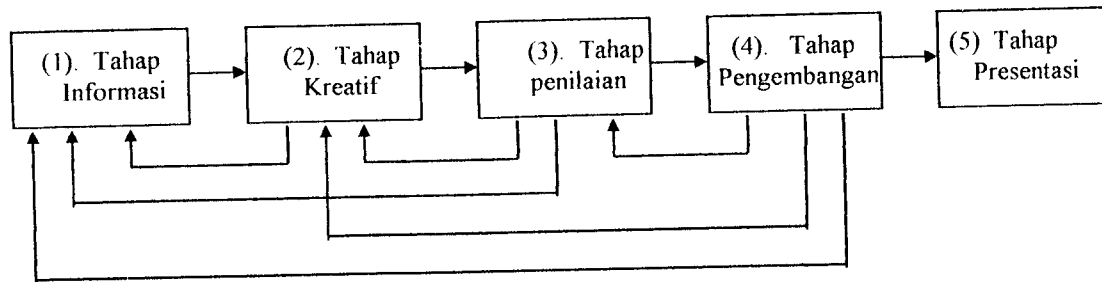 (1). Tahap
Informasi
(2). Tahap
Kreatif
(3). Tahap
penilaian
(4). Tahap
Pengembangan
(5) Tahap
Presentasi